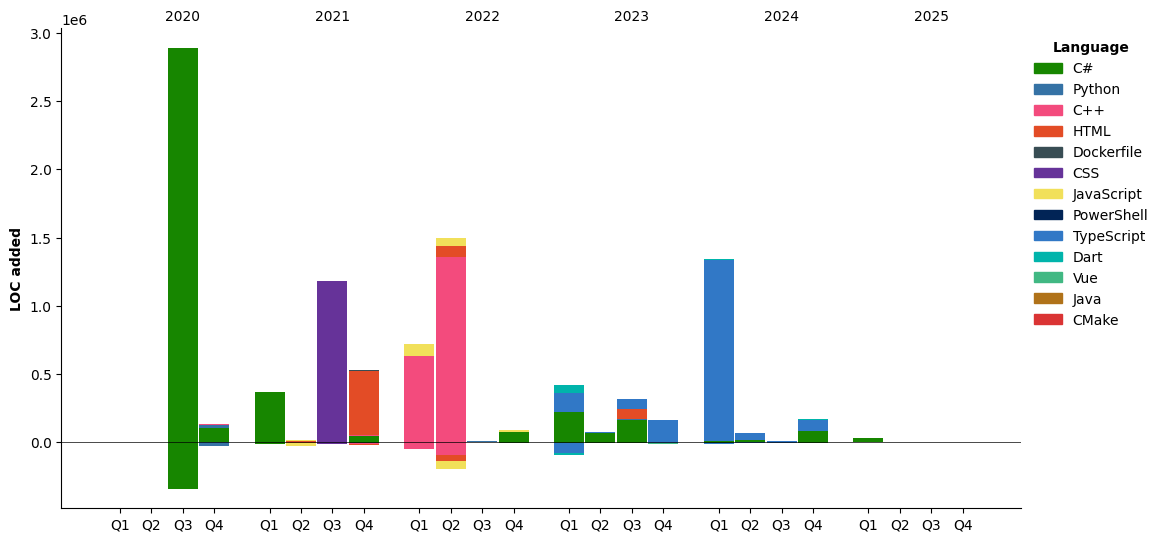 2020 2021 2022 2023 2024 2025
1e6
3.0
2.5
2.0
1.5
1.0
0.5
0.0
LOC added
Q1 Q2 Q3 Q4 Q1 Q2 Q3 Q4 Q1 Q2 Q3 Q4 Q1 Q2 Q3 Q4 Q1 Q2 Q3 Q4 Q1 Q2 Q3 Q4
Language
C#
Python
C++
HTML
Dockerfile
CSS
JavaScript
PowerShell
TypeScript
Dart
Vue
Java
CMake